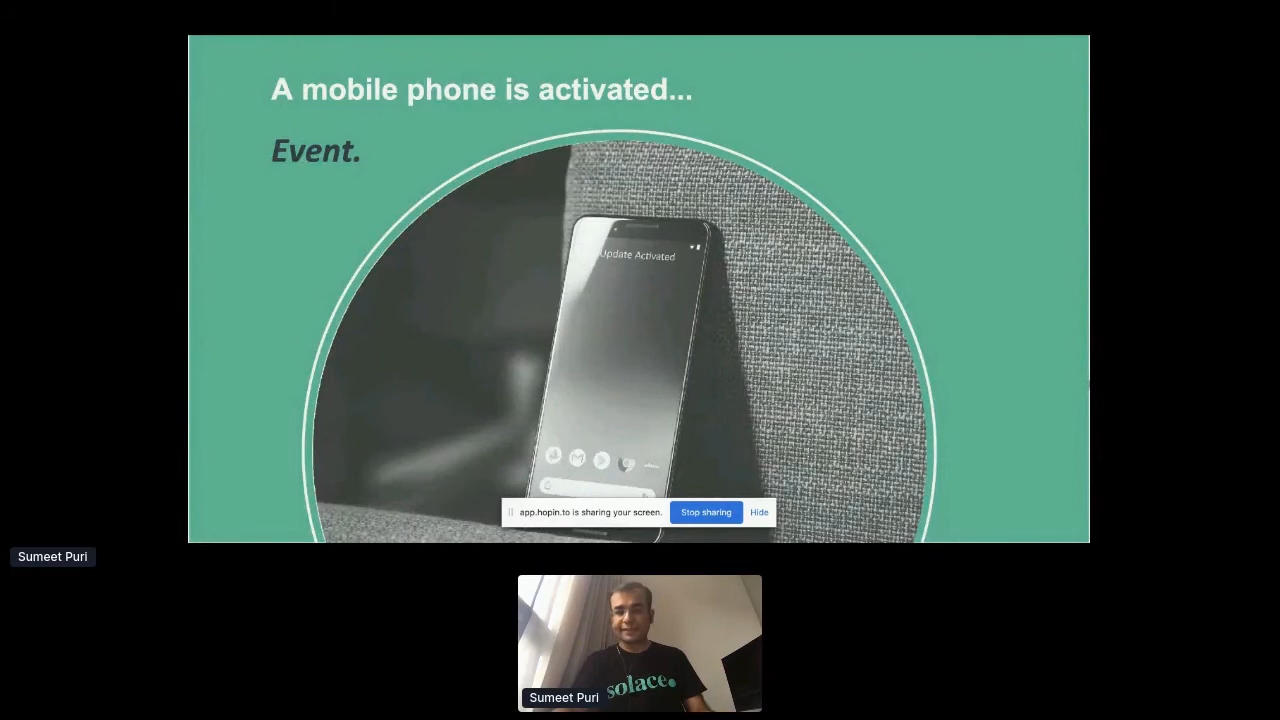 A mobile phone is activated...
Event.
Update Activated
app.hopin.to is sharing your screen.
Stop sharing
Hide
Sumeet Puri
solace.
Sumeet Puri